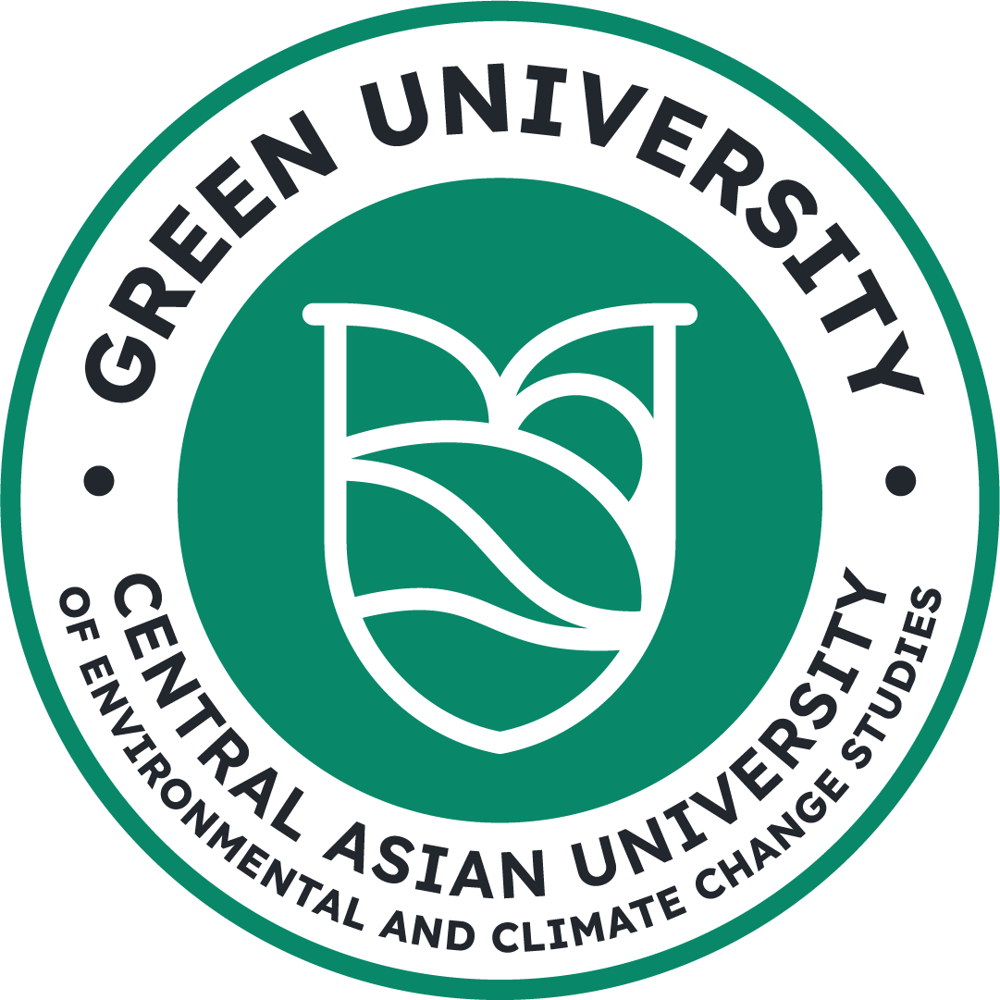 GREEN UNIVERSITY
CENTRAL ASIAN UNIVERSITY
OF ENVIRONMENTAL AND CLIMATE CHANGE STUDIES